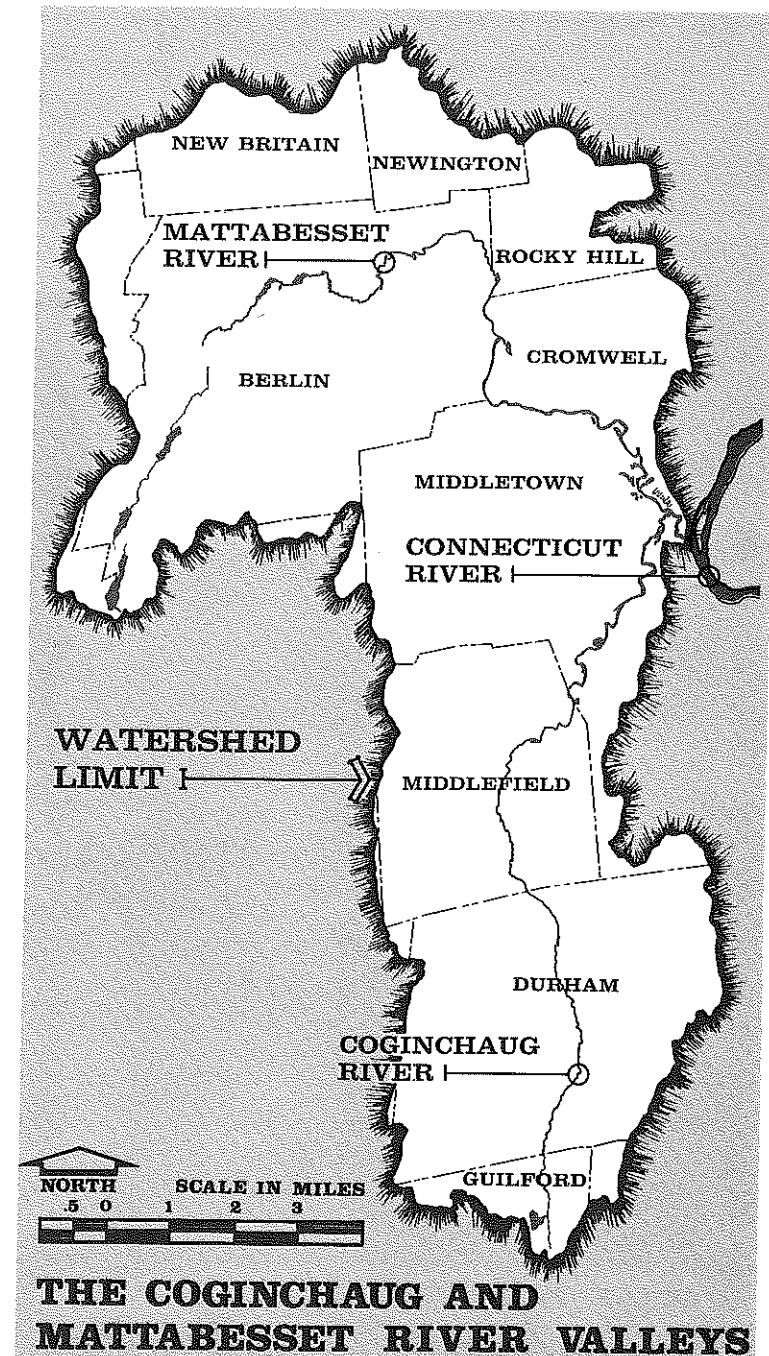 NEW BRITAIN
NEWINGTON
MATTABESSET
RIVER
ROCKY HILL
CROMWELL
BERLIN
MIDDLETOWN
CONNECTICUT
RIVER
WATERSHED
LIMIT
MIDDLEFIELD
DURHAM
COGINCHAUG
RIVER
GUILFORD
NORTH SCALE IN MILES
.5 0 1 2 3
THE COGINCHAUG AND
MATTABESSET RIVER VALLEYS